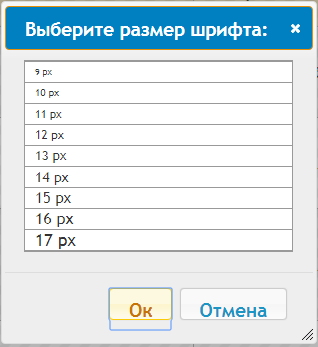 Выберите размер шрифта:
9 px
10 px
11 px
12 px
13 px
14 px
15 px
16 px
17 px
Ок
Отмена